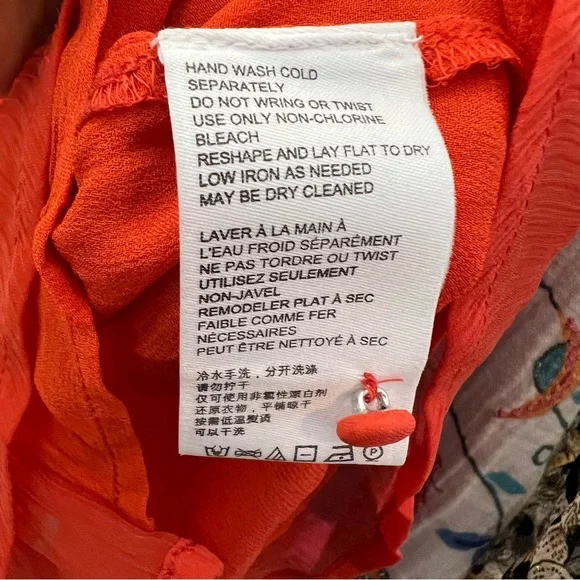 HAND WASH COLD
SEPARATELY
DO NOT WRING OR TWIST
USE ONLY NON-CHLORINE
BLEACH
RESHAPE AND LAY FLAT TO DRY
LOW IRON AS NEEDED
MAY BE DRY CLEANED
LAVER À LA MAIN À
L'EAU FROID SÉPARÉMENT
NE PAS TORDRE OU TWIST
UTILISEZ SEULEMENT
NON-JAVEL
REMODELER PLAT À SEC
FAIBLE COMME FER
NÉCESSAIRES
PEUT ÊTRE NETTOYÉ À SEC
冷水手洗，分开洗涤
请勿拧干
仅可使用非氯性漂白剂
还原衣物，平铺晾干
按需低温熨烫
可以干洗
P